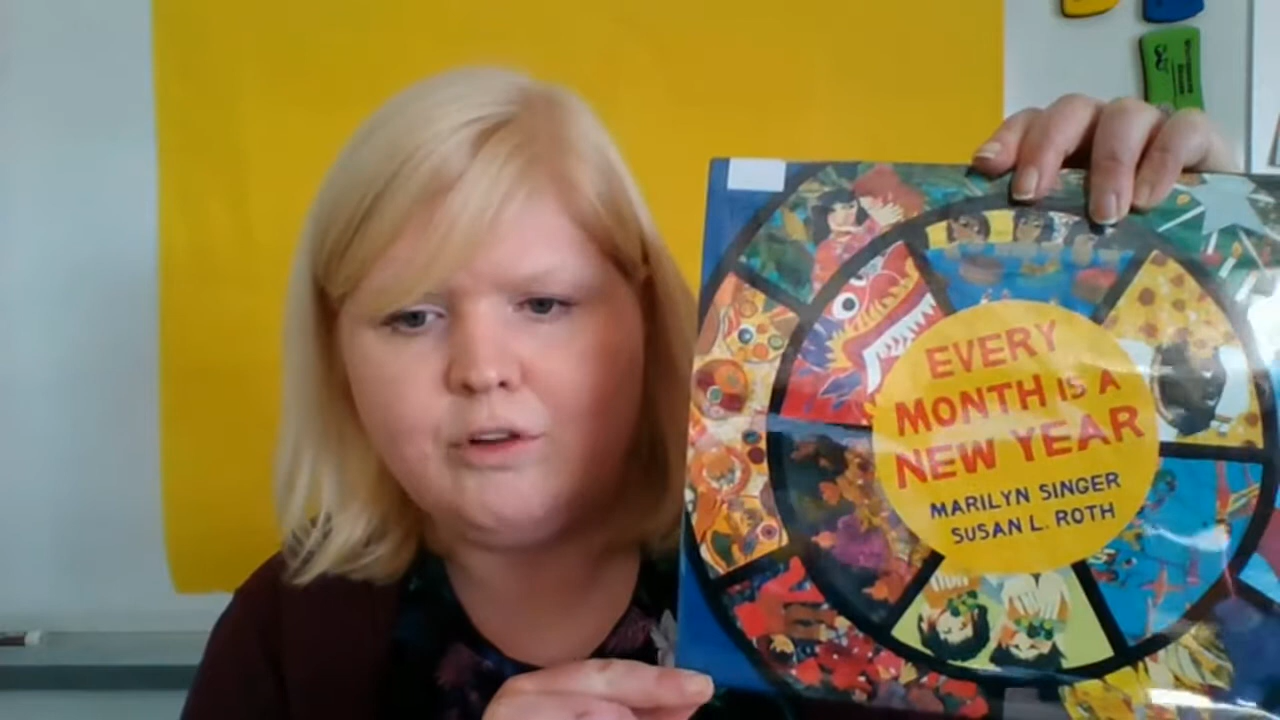 EVERY
MONTH IS A
NEW YEAR
MARILYN SINGER
SUSAN L. ROTH